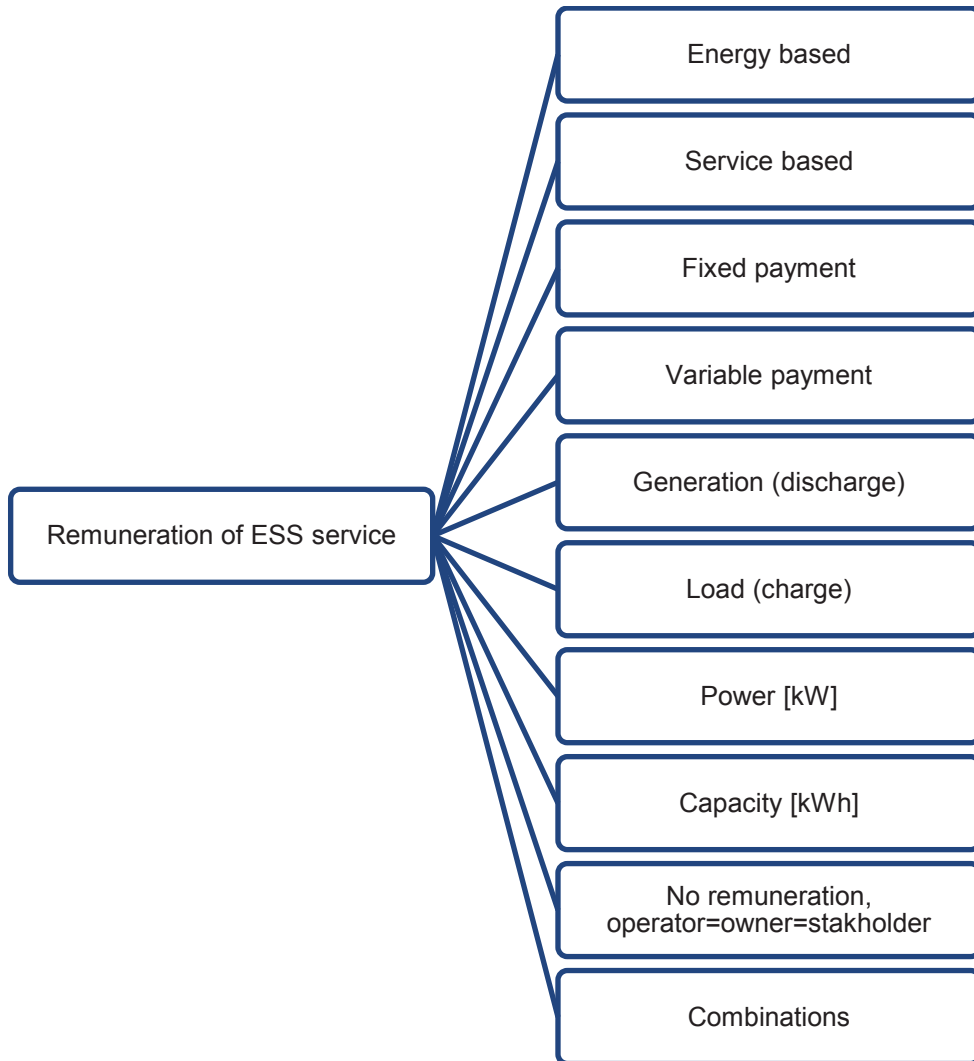 Energy based
Service based
Fixed payment
Variable payment
Generation (discharge)
Remuneration of ESS service
Load (charge)
Power [kW]
Capacity [kWh]
No remuneration,
operator=owner=stakholder
Combinations